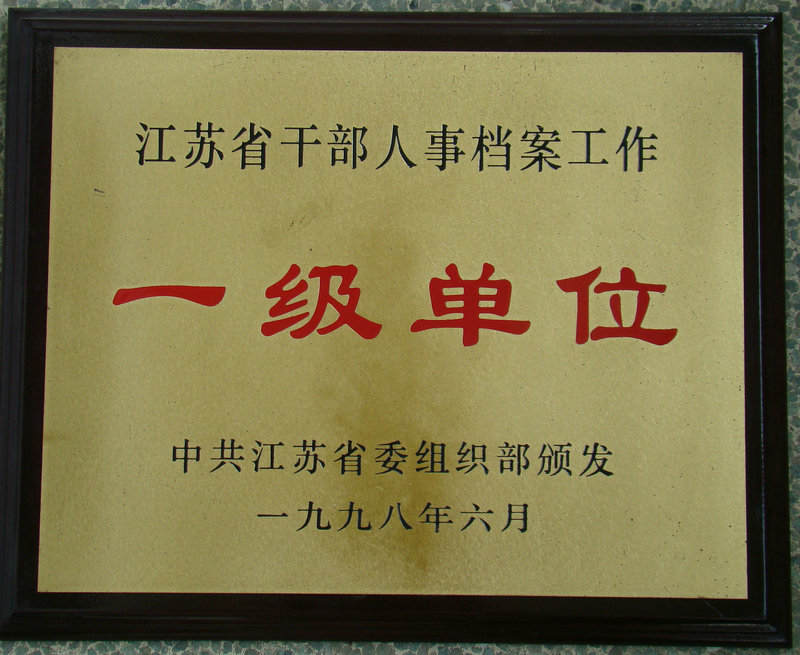 江苏省干部人事档案工作
一级单位
中共江苏省委组织部颁发
一九九八年六月